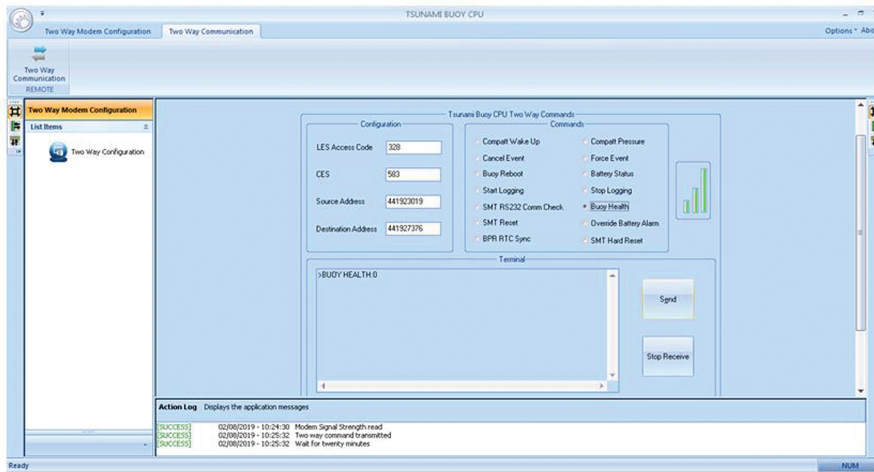 TSUNAMI BUOY CPU
Two Way Modem Configuration
Two Way Communication
Options
Two Way
Communication
REMOTE
Two Way Modem Configuration
List Items
Two Way Configuration
Tsunami Buoy CPU Two Way Commands
Configuration
LES Access Code 328
CES 583
Source Address 441923019
Destination Address 441927376
Commands
Compatt Wake Up
Compatt Pressure
Cancel Event
Force Event
Buoy Reboot
Battery Status
Start Logging
Stop Logging
SMT RS232 Comm Check
Buoy Health
SMT Reset
Override Battery Alarm
BPR RTC Sync
SMT Hard Reset
Terminal
>BUOY HEALTH:0
Send
Stop Receive
Action Log Displays the application messages
[SUCCESS] 02/08/2019 - 10:24:30 Modem Signal Strength read
[SUCCESS] 02/08/2019 - 10:25:32 Two way command transmitted
[SUCCESS] 02/08/2019 - 10:25:32 Wait for twenty minutes
Ready
NUM